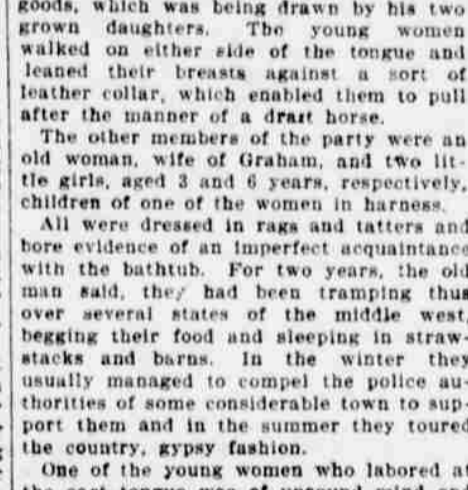 goods, which was being drawn by his two
grown daughters. The young women
walked on either side of the tongue and
leaned their breasts against a sort of
leather collar, which enabled them to pull
after the manner of a draft horse.
The other members of the party were an
old woman, wife of Graham, and two lit-
tle girls, aged 3 and 6 years, respectively,
children of one of the women in harness.
All were dressed in rags and tatters and
bore evidence of an imperfect acquaintance
with the bathtub. For two years, the old
man said, they had been tramping thus
over several states of the middle west,
begging their food and sleeping in straw-
stacks and barns. In the winter they
usually managed to compel the police au-
thorities of some considerable town to sup-
port them and in the summer they toured
the country, gypsy fashion.
One of the young women who labored at
the cart tongue was of unsound mind and